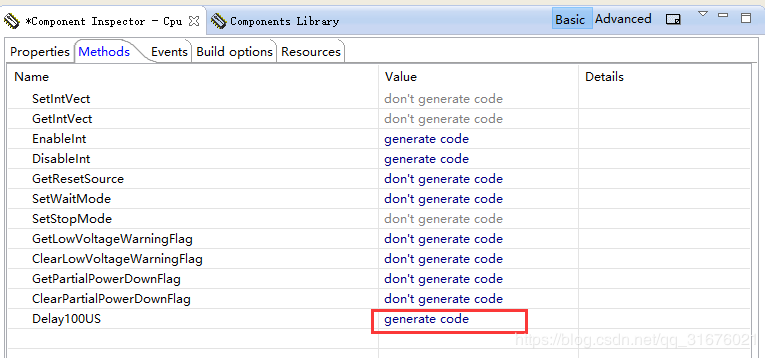 *Component Inspector - Cpu Components Library Basic Advanced
Properties Methods Events Build options Resources
Name Value Details
SetIntVect don't generate code
GetIntVect don't generate code
EnableInt generate code
DisableInt generate code
GetResetSource don't generate code
SetWaitMode don't generate code
SetStopMode don't generate code
GetLowVoltageWarningFlag don't generate code
ClearLowVoltageWarningFlag don't generate code
GetPartialPowerDownFlag don't generate code
ClearPartialPowerDownFlag don't generate code
Delay100US generate code
https://blog.csdn.net/qq_31676021